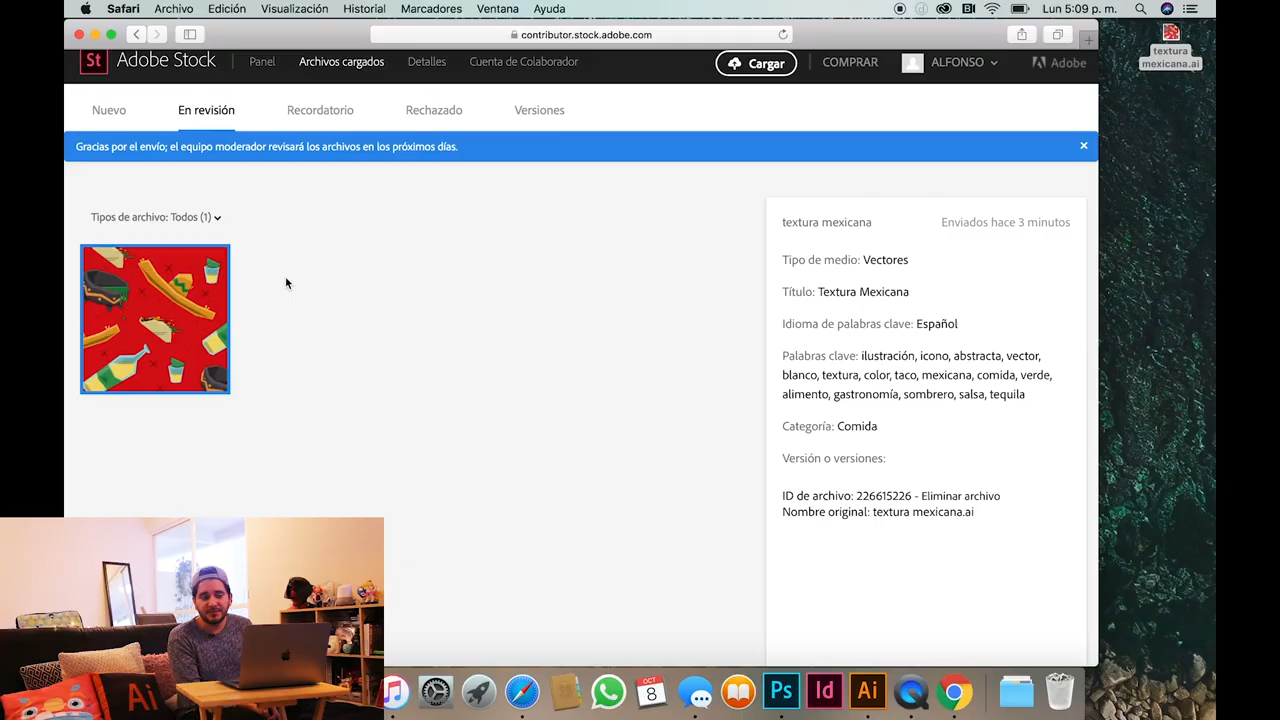 Safari Archivo Edición Visualización Historial Marcadores Ventana Ayuda Lun 5:09 p. m.
contributor.stock.adobe.com
textura
mexicana.ai
St Adobe Stock Panel Archivos cargados Detalles Cuenta de Colaborador Cargar COMPRAR ALFONSO Adobe
Nuevo En revisión Recordatorio Rechazado Versiones
Gracias por el envío; el equipo moderador revisará los archivos en los próximos días.
Tipos de archivo: Todos (1)
textura mexicana Enviados hace 3 minutos
Tipo de medio: Vectores
Título: Textura Mexicana
Idioma de palabras clave: Español
Palabras clave: ilustración, icono, abstracta, vector,
blanco, textura, color, taco, mexicana, comida, verde,
alimento, gastronomía, sombrero, salsa, tequila
Categoría: Comida
Versión o versiones:
ID de archivo: 226615226 - Eliminar archivo
Nombre original: textura mexicana.ai
OCT
8
Ps
Id
Ai
Ai